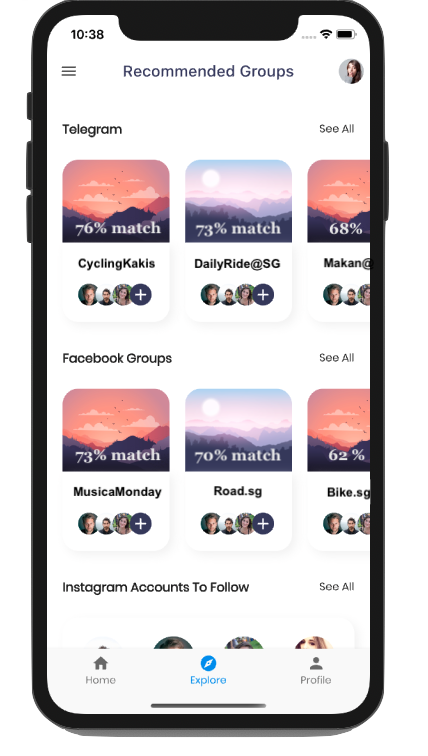 10:38
Recommended Groups
Telegram See All
76% match 73% match 68%
CyclingKakis DailyRide@SG Makan@
Facebook Groups See All
73% match 70% match 62 %
MusicaMonday Road.sg Bike.sg
Instagram Accounts To Follow See All
Home Explore Profile